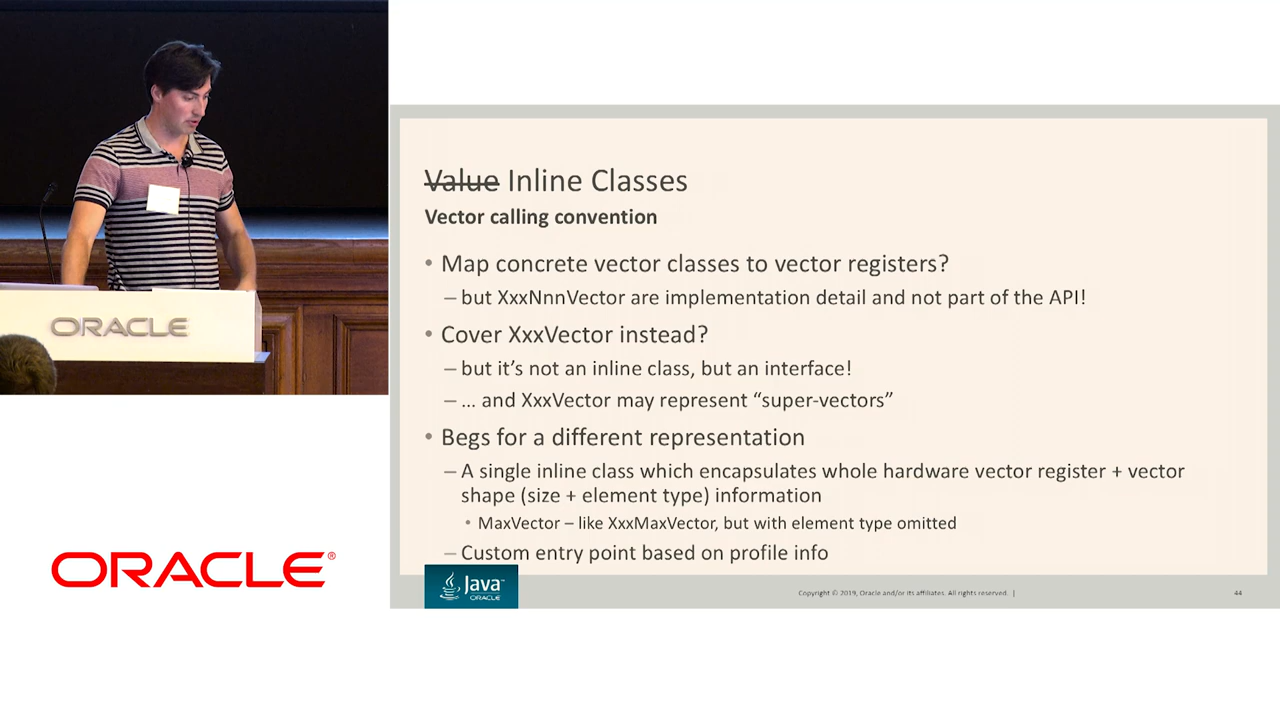 Value Inline Classes
Vector calling convention
• Map concrete vector classes to vector registers?
– but XxxNnnVector are implementation detail and not part of the API!
• Cover XxxVector instead?
– but it's not an inline class, but an interface!
– … and XxxVector may represent “super-vectors”
• Begs for a different representation
– A single inline class which encapsulates whole hardware vector register + vector
shape (size + element type) information
• MaxVector – like XxxMaxVector, but with element type omitted
– Custom entry point based on profile info
Java™
ORACLE
Copyright © 2019, Oracle and/or its affiliates. All rights reserved. |
44
ORACLE
ORACLE®